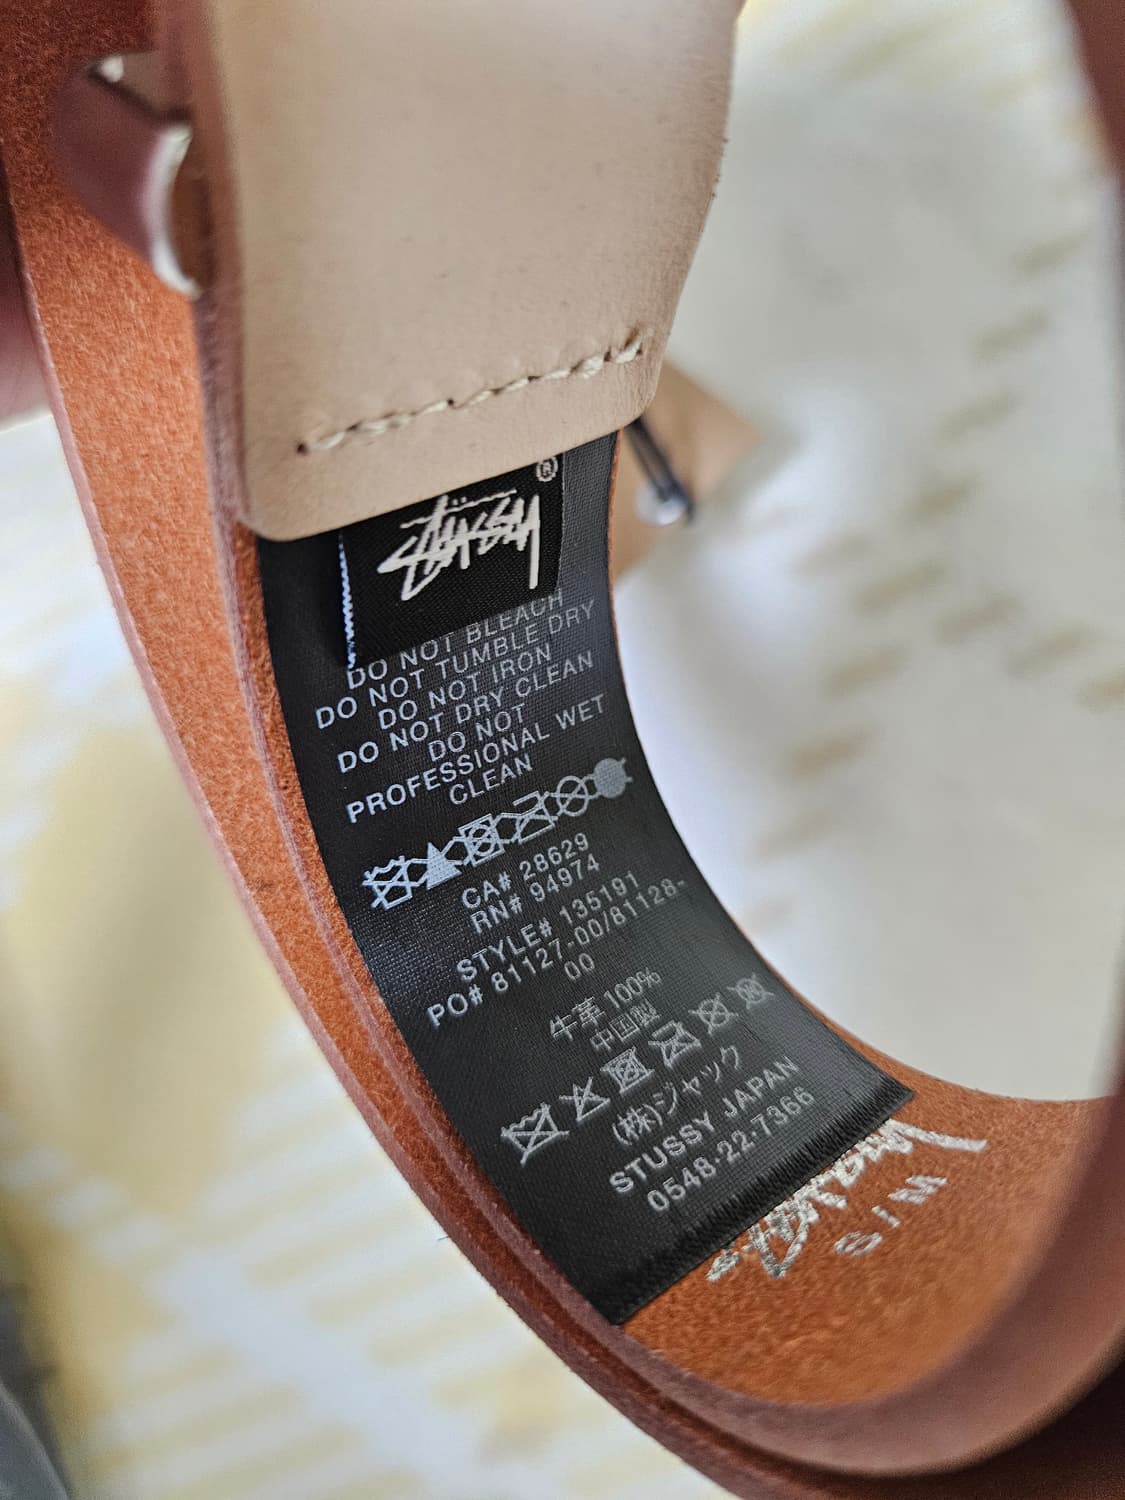 STÜSSY ®
DO NOT BLEACH
DO NOT TUMBLE DRY
DO NOT IRON
DO NOT DRY CLEAN
DO NOT
PROFESSIONAL WET
CLEAN
CA# 28629
RN# 94974
STYLE# 135191
PO# 81127-00/81128-
00
牛革 100%
中国製
(株)ジャック
STUSSY JAPAN
0548-22-7366
S I M